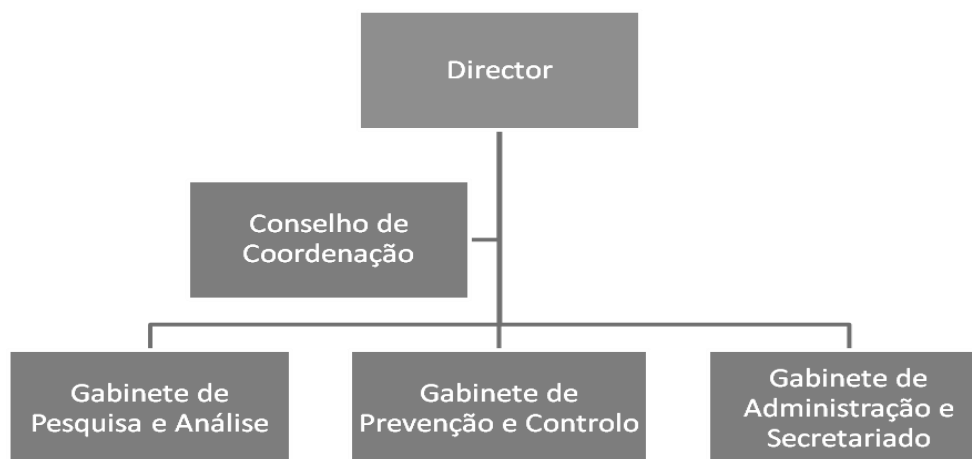 Director
Conselho de
Coordenação
Gabinete de
Pesquisa e Análise
Gabinete de
Prevenção e Controlo
Gabinete de
Administração e
Secretariado